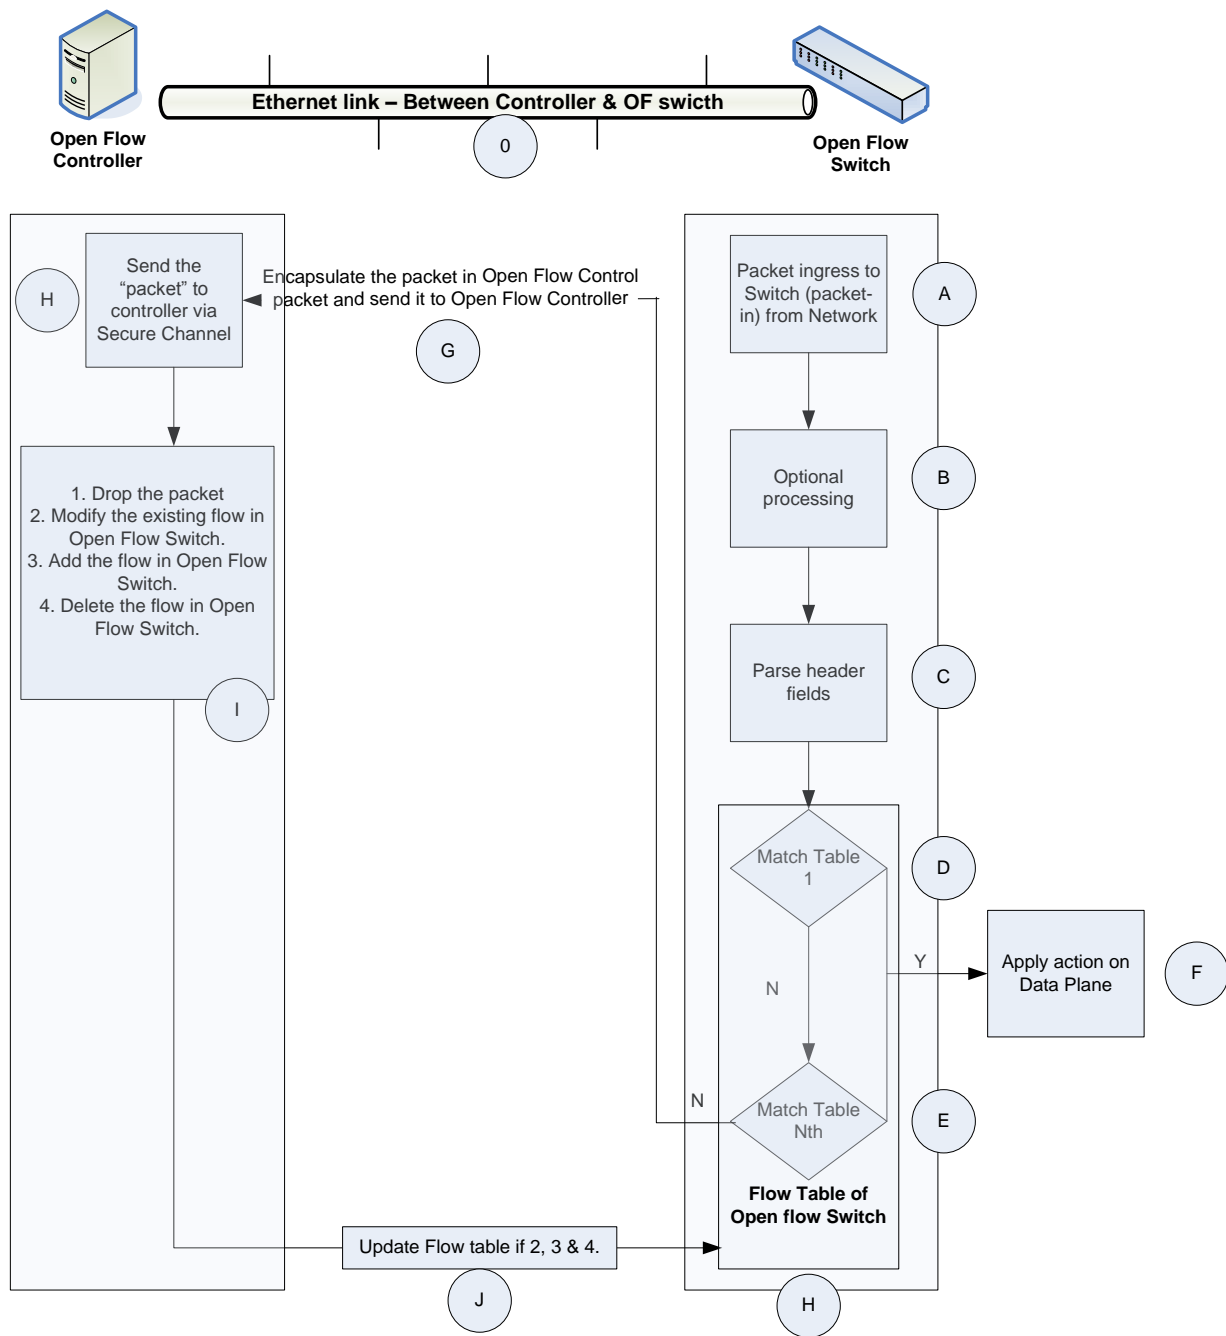 Ethernet link – Between Controller & OF swicth
Open Flow
Controller
0
Open Flow
Switch
H
Send the
“packet” to
controller via
Secure Channel
Encapsulate the packet in Open Flow Control
packet and send it to Open Flow Controller
G
Packet ingress to
Switch (packet-
in) from Network
A
1. Drop the packet
2. Modify the existing flow in
Open Flow Switch.
3. Add the flow in Open Flow
Switch.
4. Delete the flow in Open
Flow Switch.
I
Optional
processing
B
Parse header
fields
C
Match Table
1
D
N
Y
Apply action on
Data Plane
F
N
Match Table
Nth
E
Flow Table of
Open flow Switch
Update Flow table if 2, 3 & 4.
J
H